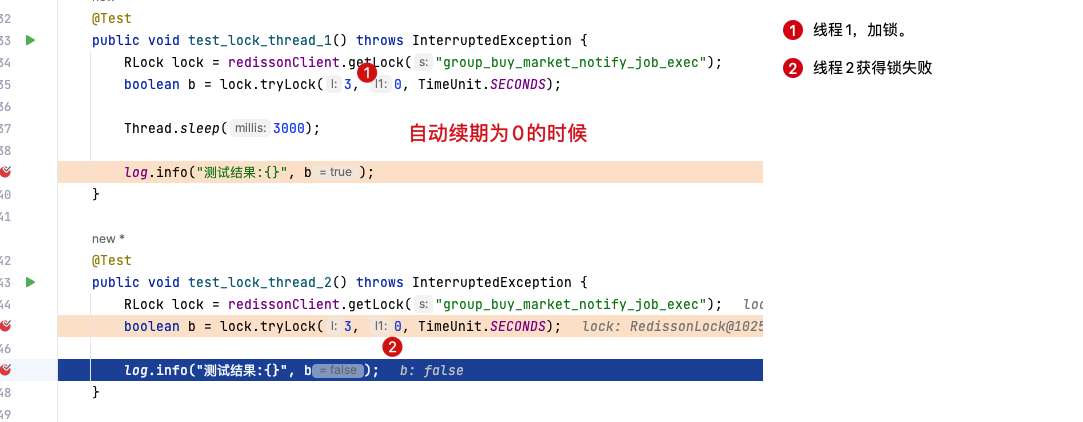 new *
32 @Test
33 public void test_lock_thread_1() throws InterruptedException {
34 RLock lock = redissonClient.getLock( s: "group_buy_market_notify_job_exec");
35 boolean b = lock.tryLock( l: 3, l1: 0, TimeUnit.SECONDS);
1
36
37 Thread.sleep( millis: 3000);
自动续期为0的时候
38
log.info("测试结果:{}", b = true );
40 }
41
new *
42 @Test
43 public void test_lock_thread_2() throws InterruptedException {
44 RLock lock = redissonClient.getLock( s: "group_buy_market_notify_job_exec"); loc
boolean b = lock.tryLock( l: 3, l1: 0, TimeUnit.SECONDS); lock: RedissonLock@1025
46
2
log.info("测试结果:{}", b = false ); b: false
48 }
49
1 线程1，加锁。
2 线程2获得锁失败